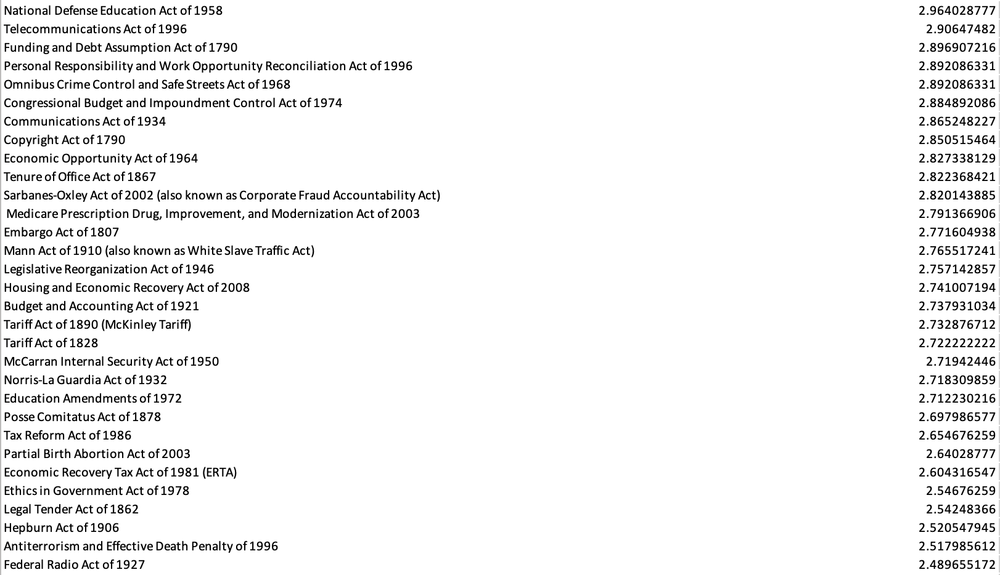 National Defense Education Act of 1958 2.964028777
Telecommunications Act of 1996 2.90647482
Funding and Debt Assumption Act of 1790 2.896907216
Personal Responsibility and Work Opportunity Reconciliation Act of 1996 2.892086331
Omnibus Crime Control and Safe Streets Act of 1968 2.892086331
Congressional Budget and Impoundment Control Act of 1974 2.884892086
Communications Act of 1934 2.865248227
Copyright Act of 1790 2.850515464
Economic Opportunity Act of 1964 2.827338129
Tenure of Office Act of 1867 2.822368421
Sarbanes-Oxley Act of 2002 (also known as Corporate Fraud Accountability Act) 2.820143885
Medicare Prescription Drug, Improvement, and Modernization Act of 2003 2.791366906
Embargo Act of 1807 2.771604938
Mann Act of 1910 (also known as White Slave Traffic Act) 2.765517241
Legislative Reorganization Act of 1946 2.757142857
Housing and Economic Recovery Act of 2008 2.741007194
Budget and Accounting Act of 1921 2.737931034
Tariff Act of 1890 (McKinley Tariff) 2.732876712
Tariff Act of 1828 2.722222222
McCarran Internal Security Act of 1950 2.71942446
Norris-La Guardia Act of 1932 2.718309859
Education Amendments of 1972 2.712230216
Posse Comitatus Act of 1878 2.697986577
Tax Reform Act of 1986 2.654676259
Partial Birth Abortion Act of 2003 2.64028777
Economic Recovery Tax Act of 1981 (ERTA) 2.604316547
Ethics in Government Act of 1978 2.54676259
Legal Tender Act of 1862 2.54248366
Hepburn Act of 1906 2.520547945
Antiterrorism and Effective Death Penalty of 1996 2.517985612
Federal Radio Act of 1927 2.489655172